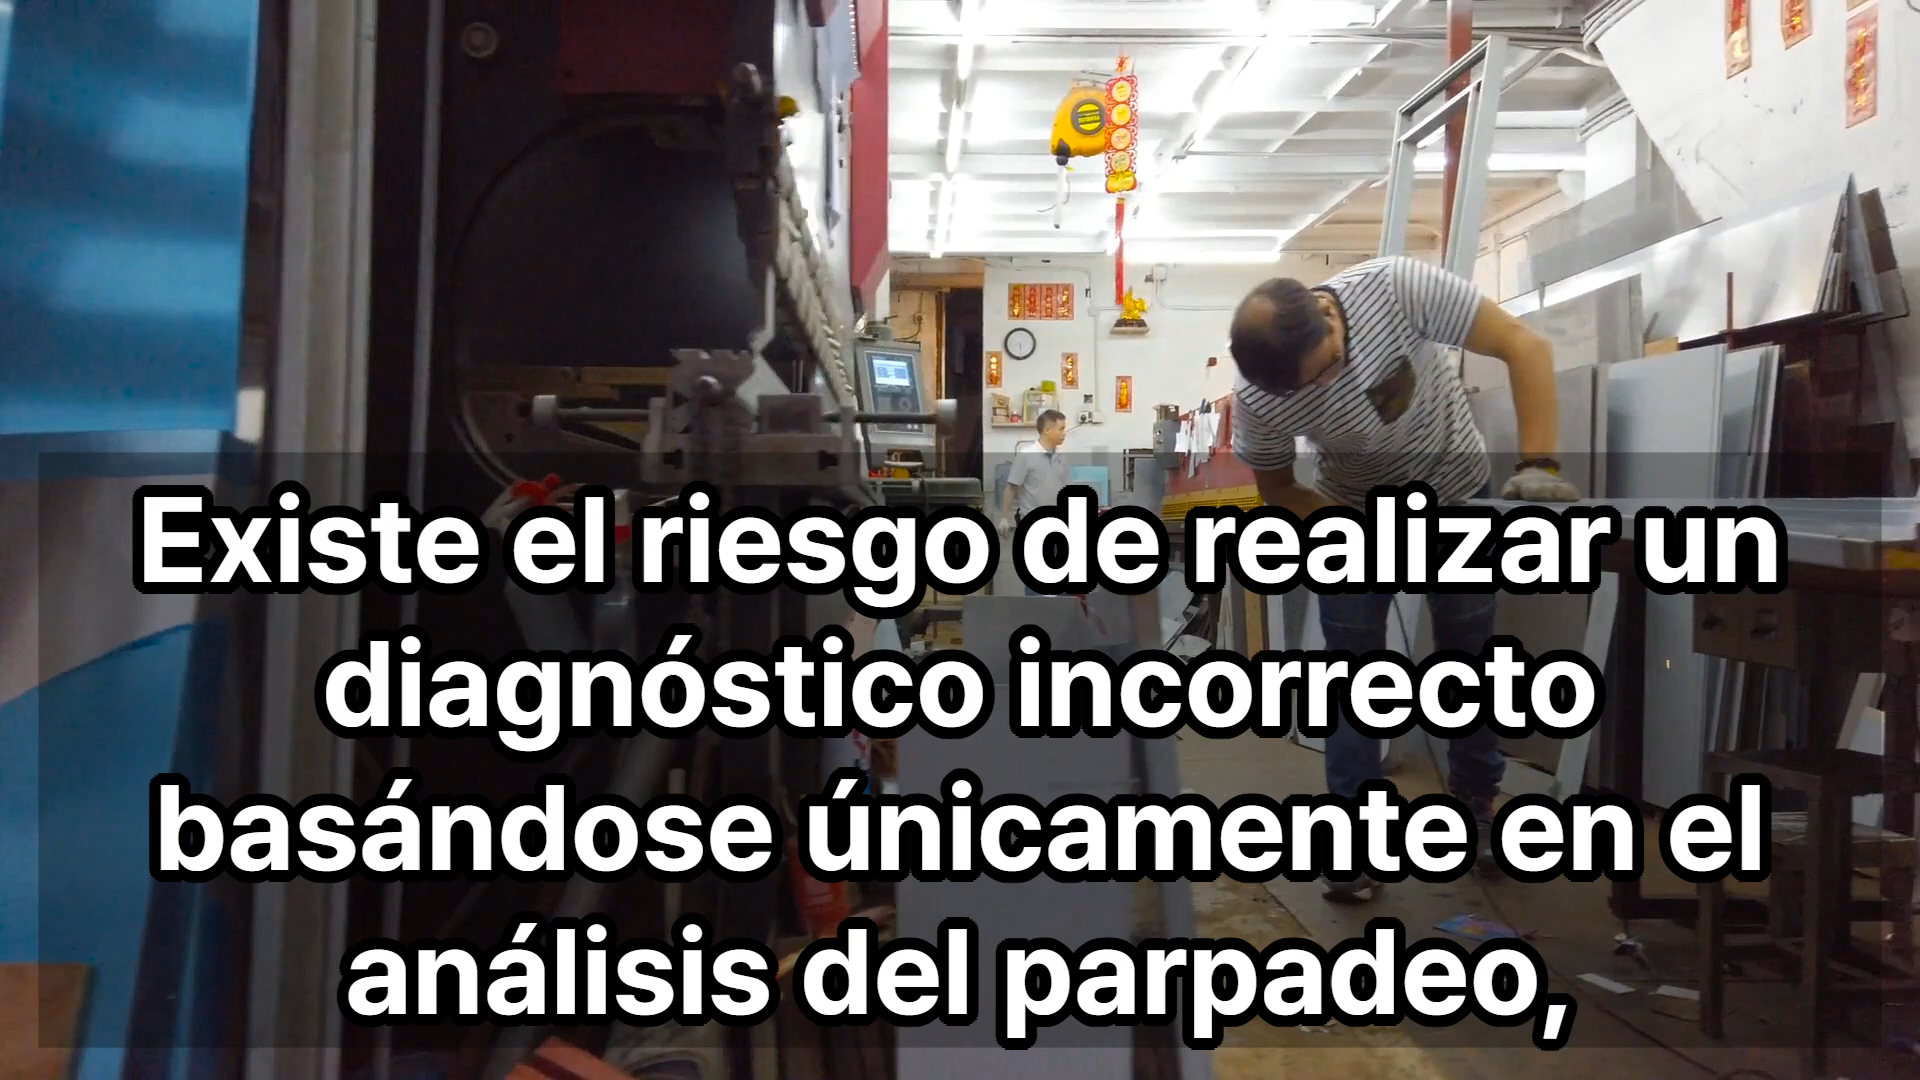 Existe el riesgo de realizar un
diagnóstico incorrecto
basándose únicamente en el
análisis del parpadeo,